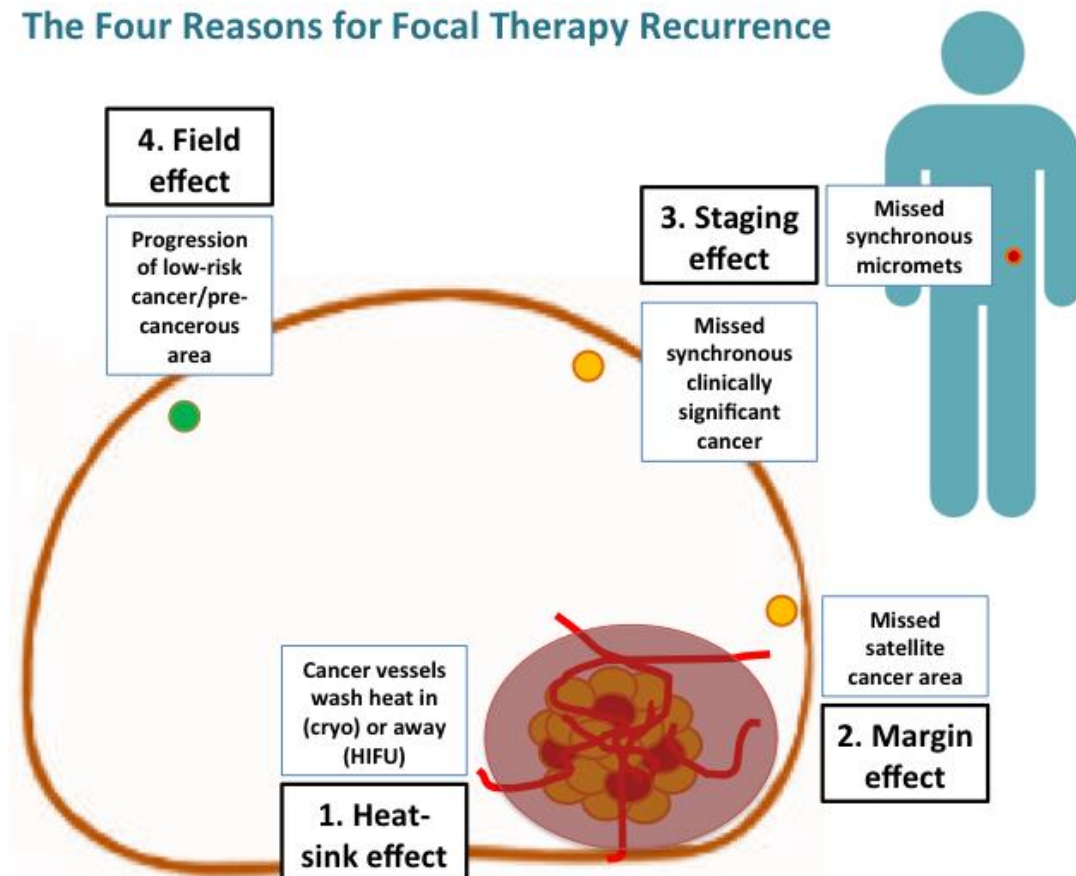 The Four Reasons for Focal Therapy Recurrence
4. Field
effect
Progression
of low-risk
cancer/pre-
cancerous
area
3. Staging
effect
Missed
synchronous
micromets
Missed
synchronous
clinically
significant
cancer
Cancer vessels
wash heat in
(cryo) or away
(HIFU)
1. Heat-
sink effect
Missed
satellite
cancer area
2. Margin
effect